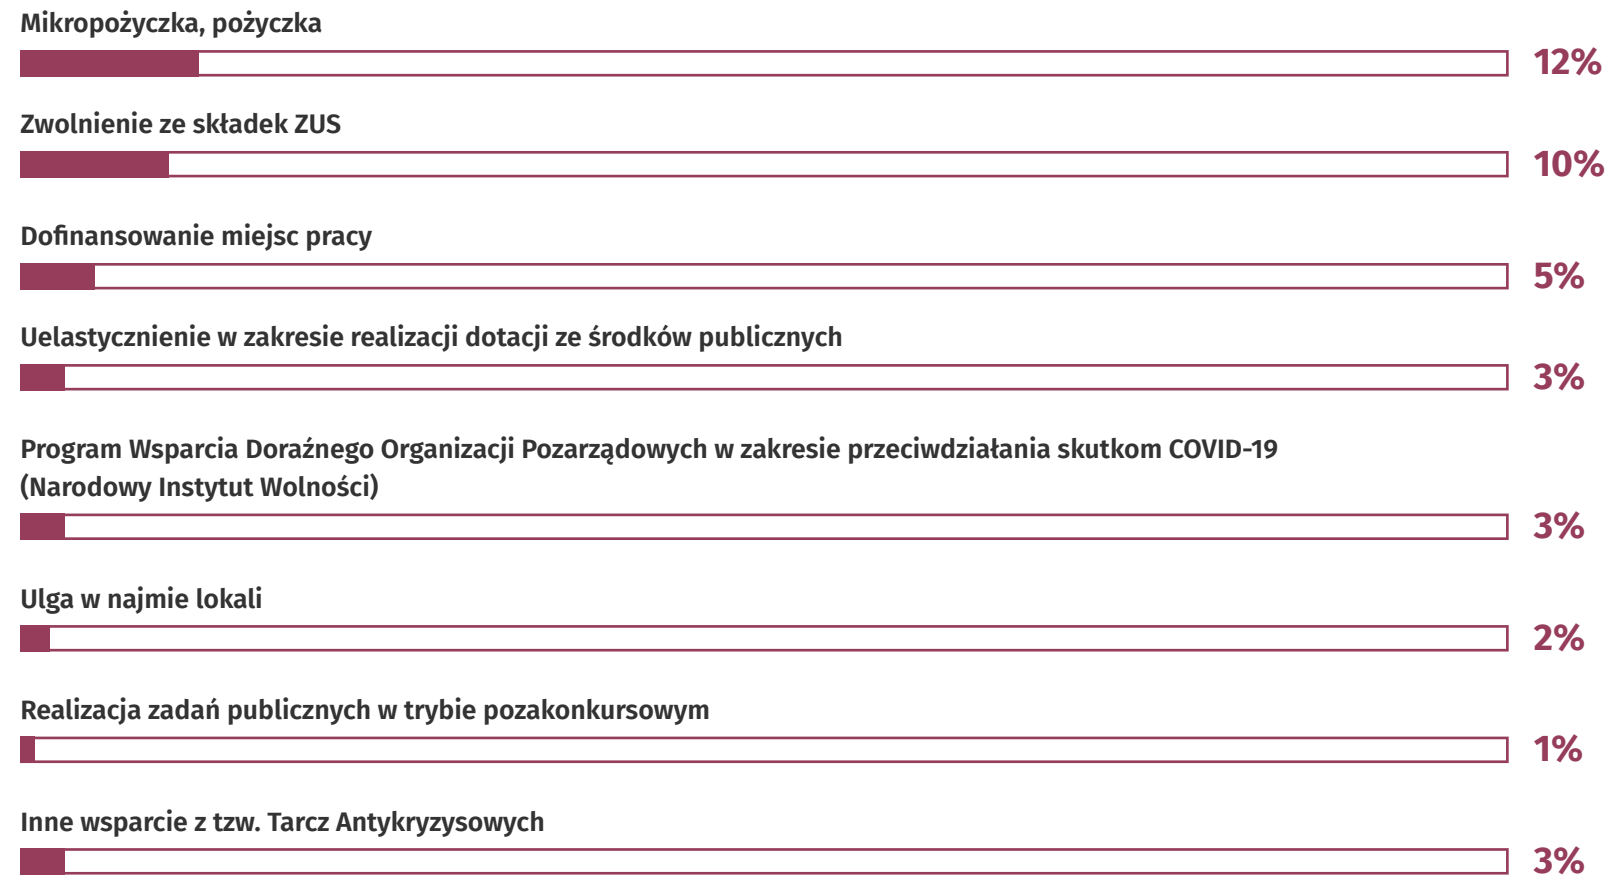 Mikropożyczka, pożyczka
12%
Zwolnienie ze składek ZUS
10%
Dofinansowanie miejsc pracy
5%
Uelastycznienie w zakresie realizacji dotacji ze środków publicznych
3%
Program Wsparcia Doraźnego Organizacji Pozarządowych w zakresie przeciwdziałania skutkom COVID-19
(Narodowy Instytut Wolności)
3%
Ulga w najmie lokali
2%
Realizacja zadań publicznych w trybie pozakonkursowym
1%
Inne wsparcie z tzw. Tarcz Antykryzysowych
3%